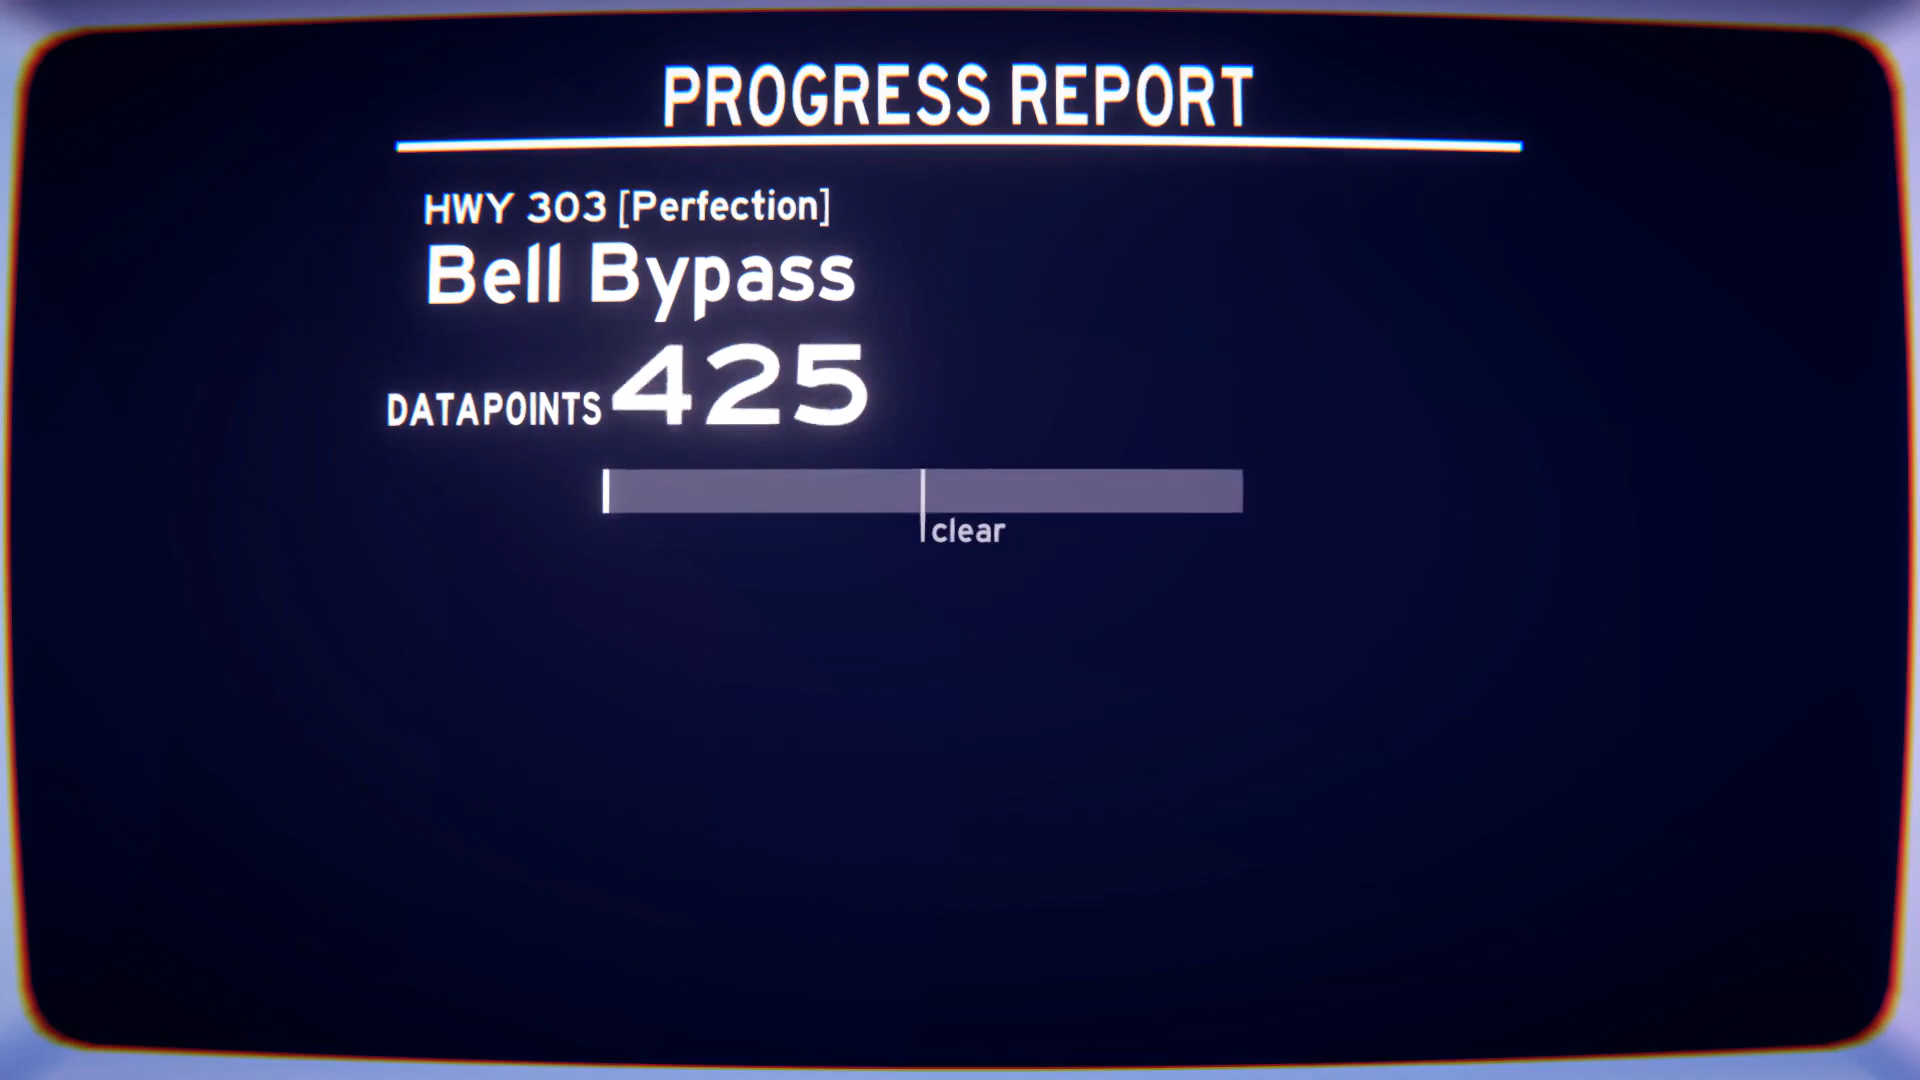 PROGRESS REPORT
HWY 303 [Perfection]
Bell Bypass
DATAPOINTS 425
clear